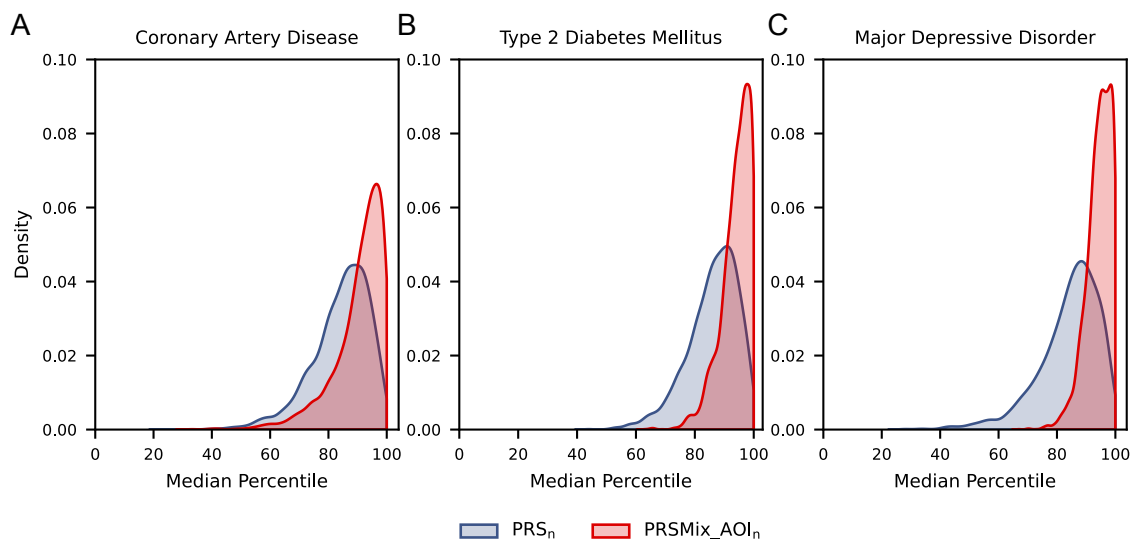 A
Coronary Artery Disease
B
Type 2 Diabetes Mellitus
C
Major Depressive Disorder
0.10
0.08
0.06
0.04
0.02
0.00
Density
0 20 40 60 80 100
Median Percentile
0.10
0.08
0.06
0.04
0.02
0.00
0 20 40 60 80 100
Median Percentile
0.10
0.08
0.06
0.04
0.02
0.00
0 20 40 60 80 100
Median Percentile
PRSₙ
PRSMix_AOIₙ